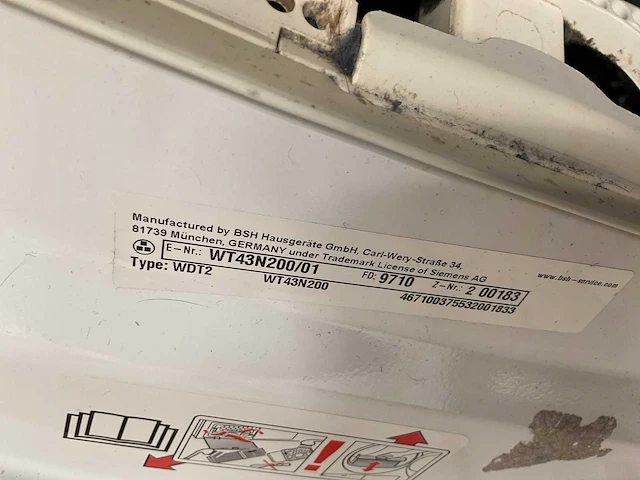 Manufactured by BSH Hausgeräte GmbH, Carl-Wery-Straße 34,
81739 München, GERMANY under Trademark License of Siemens AG
www.bsh-service.com
E-Nr.: WT43N200/01 FD: 9710 Z-Nr.: 2 00183
Type: WDT2 WT43N200 467100375532001833
!